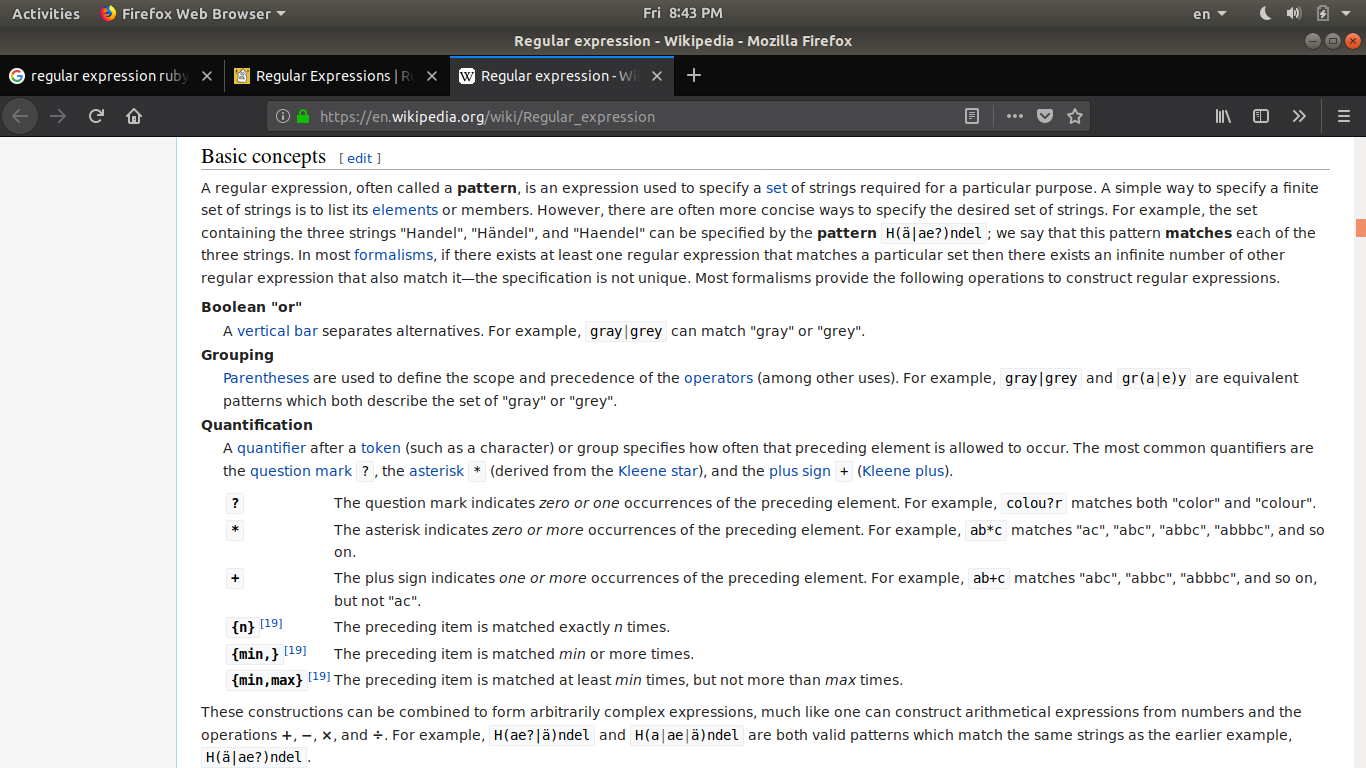 Activities Firefox Web Browser Fri 8:43 PM en
Regular expression - Wikipedia - Mozilla Firefox
regular expression ruby Regular Expressions | Ru Regular expression - Wi
https://en.wikipedia.org/wiki/Regular_expression
Basic concepts [ edit ]
A regular expression, often called a pattern, is an expression used to specify a set of strings required for a particular purpose. A simple way to specify a finite
set of strings is to list its elements or members. However, there are often more concise ways to specify the desired set of strings. For example, the set
containing the three strings "Handel", "Händel", and "Haendel" can be specified by the pattern H(ä|ae?)ndel; we say that this pattern matches each of the
three strings. In most formalisms, if there exists at least one regular expression that matches a particular set then there exists an infinite number of other
regular expression that also match it—the specification is not unique. Most formalisms provide the following operations to construct regular expressions.
Boolean "or"
A vertical bar separates alternatives. For example, gray|grey can match "gray" or "grey".
Grouping
Parentheses are used to define the scope and precedence of the operators (among other uses). For example, gray|grey and gr(a|e)y are equivalent
patterns which both describe the set of "gray" or "grey".
Quantification
A quantifier after a token (such as a character) or group specifies how often that preceding element is allowed to occur. The most common quantifiers are
the question mark ?, the asterisk * (derived from the Kleene star), and the plus sign + (Kleene plus).
? The question mark indicates zero or one occurrences of the preceding element. For example, colou?r matches both "color" and "colour".
* The asterisk indicates zero or more occurrences of the preceding element. For example, ab*c matches "ac", "abc", "abbc", "abbbc", and so
on.
+ The plus sign indicates one or more occurrences of the preceding element. For example, ab+c matches "abc", "abbc", "abbbc", and so on,
but not "ac".
{n}[19] The preceding item is matched exactly n times.
{min,}[19] The preceding item is matched min or more times.
{min,max}[19] The preceding item is matched at least min times, but not more than max times.
These constructions can be combined to form arbitrarily complex expressions, much like one can construct arithmetical expressions from numbers and the
operations +, −, ×, and ÷. For example, H(ae?|ä)ndel and H(a|ae|ä)ndel are both valid patterns which match the same strings as the earlier example,
H(ä|ae?)ndel.